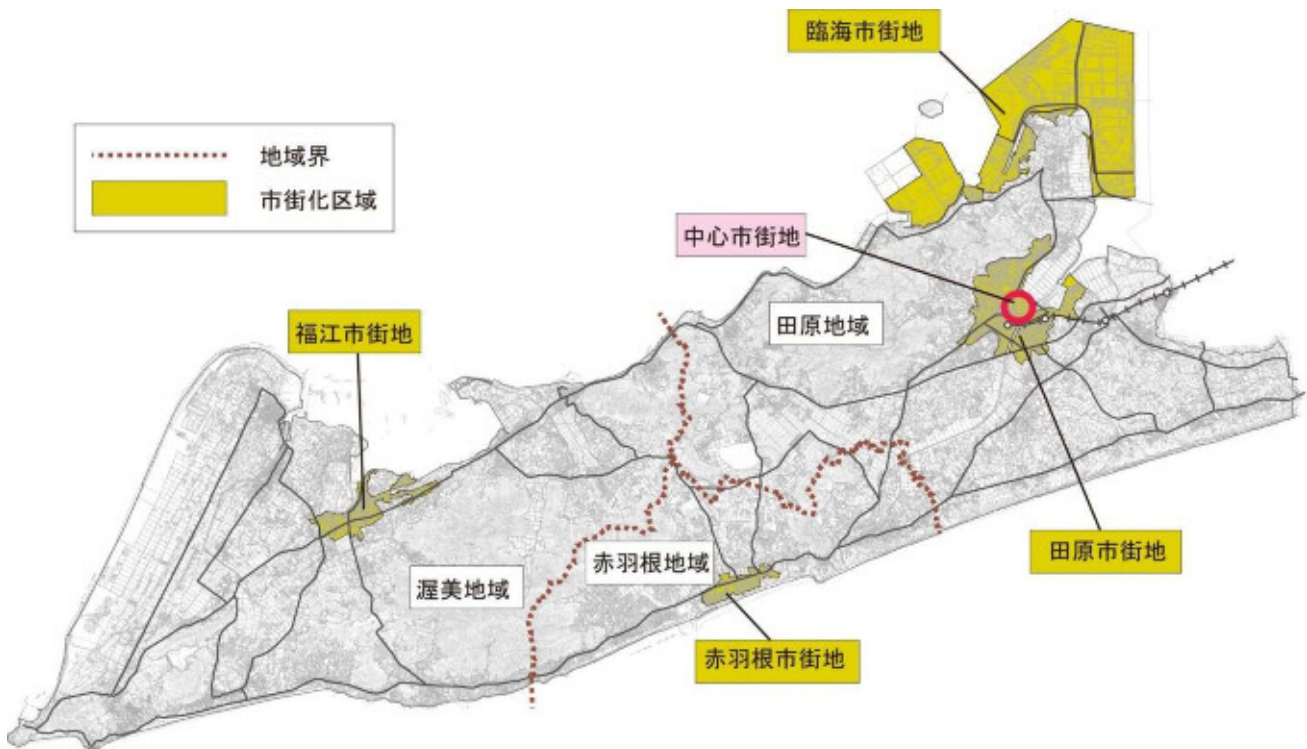 臨海市街地
地域界
市街化区域
中心市街地
田原地域
福江市街地
田原市街地
赤羽根地域
渥美地域
赤羽根市街地